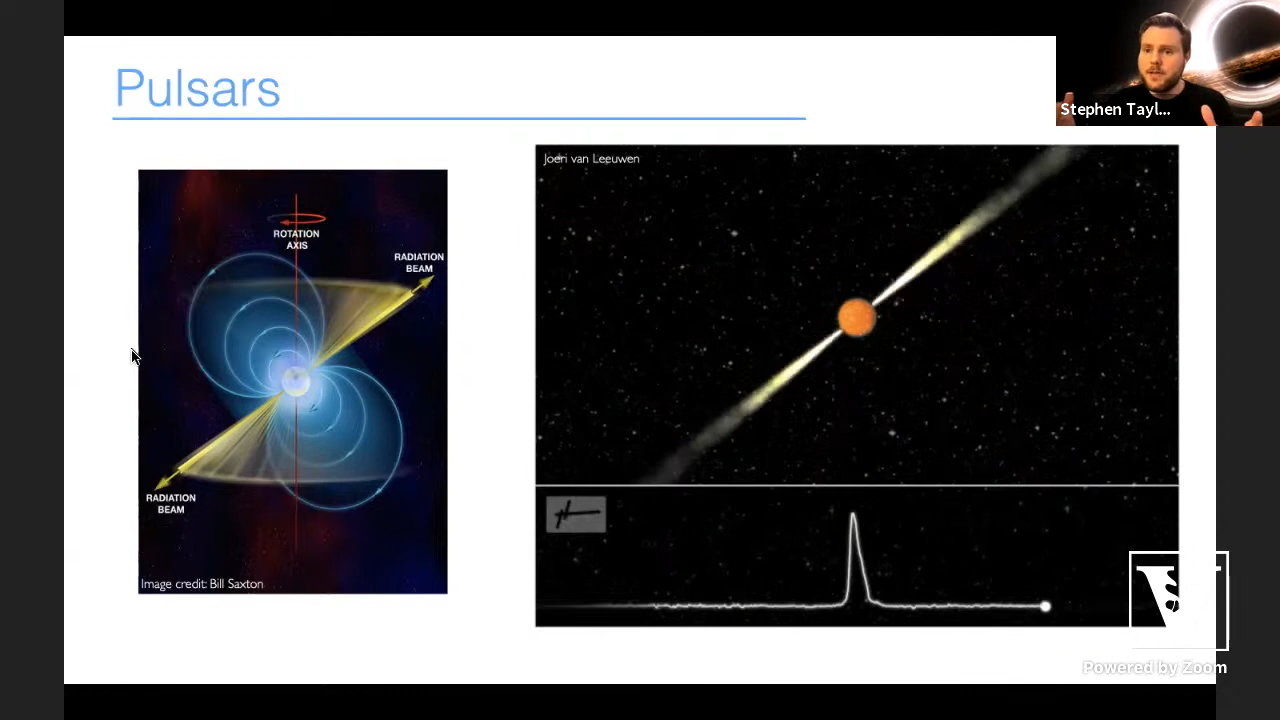 Pulsars
Stephen Tayl...
Joeri van Leeuwen
ROTATION
AXIS
RADIATION
BEAM
RADIATION
BEAM
Image credit: Bill Saxton
V
Powered by Zoom